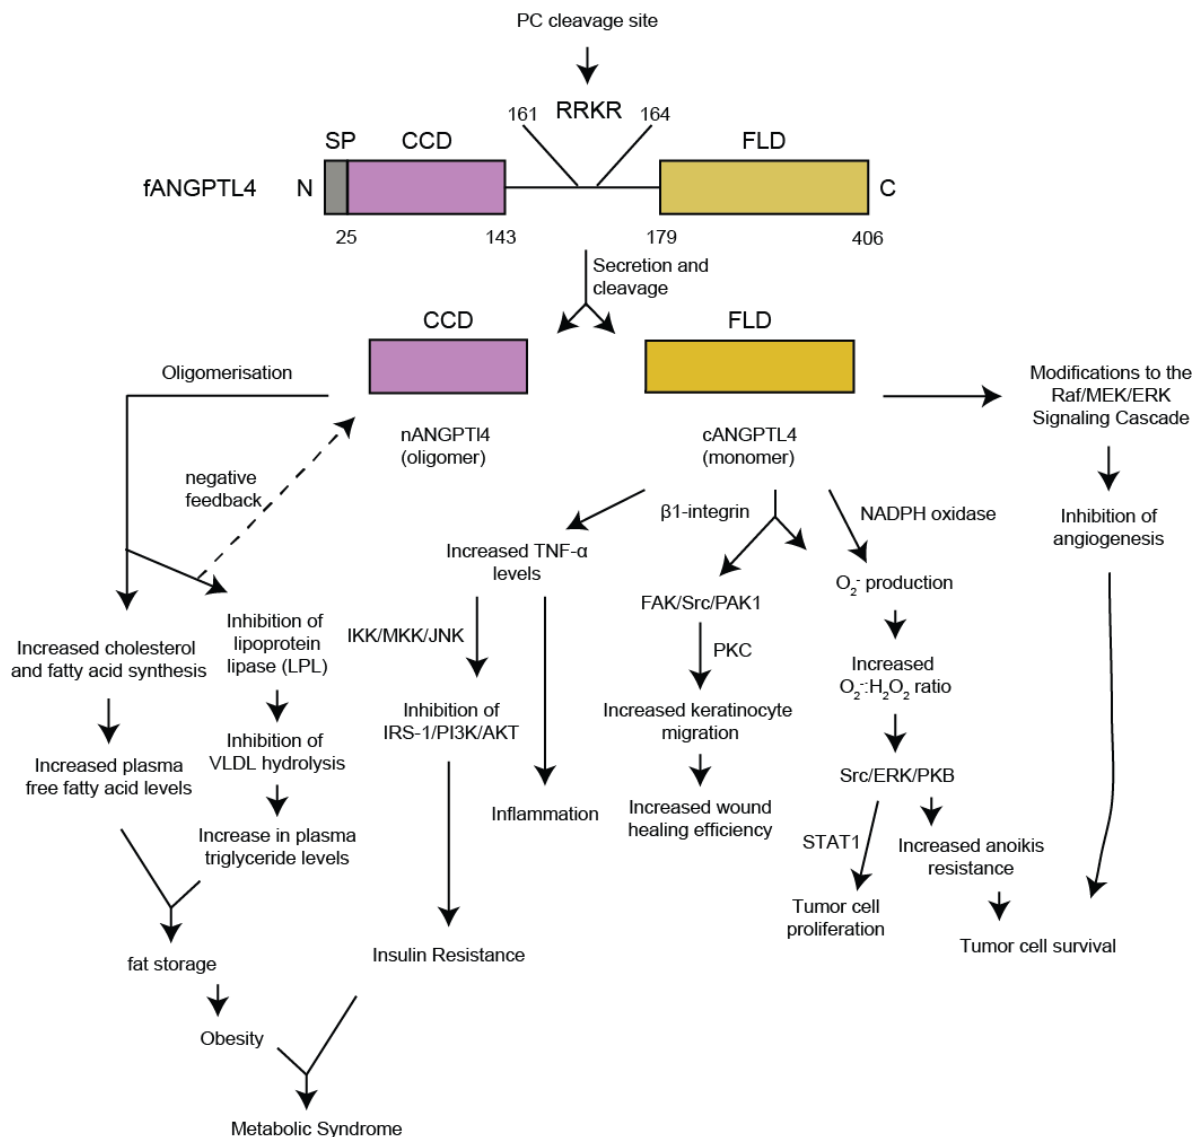 PC cleavage site
161
RRKR
164
SP
CCD
FLD
fANGPTL4
N
C
25
143
179
406
Secretion and
cleavage
CCD
FLD
Oligomerisation
nANGPTl4
(oligomer)
cANGPTL4
(monomer)
Modifications to the
Raf/MEK/ERK
Signaling Cascade
negative
feedback
β1-integrin
NADPH oxidase
Inhibition of
angiogenesis
Increased TNF-α
levels
O₂⁻ production
FAK/Src/PAK1
Increased cholesterol
and fatty acid synthesis
Inhibition of
lipoprotein
lipase (LPL)
IKK/MKK/JNK
PKC
Increased
O₂⁻:H₂O₂ ratio
Inhibition of
IRS-1/PI3K/AKT
Increased keratinocyte
migration
Increased plasma
free fatty acid levels
Inhibition of
VLDL hydrolysis
Src/ERK/PKB
Inflammation
Increased wound
healing efficiency
Increase in plasma
triglyceride levels
STAT1
Increased anoikis
resistance
Tumor cell
proliferation
Tumor cell survival
fat storage
Insulin Resistance
Obesity
Metabolic Syndrome